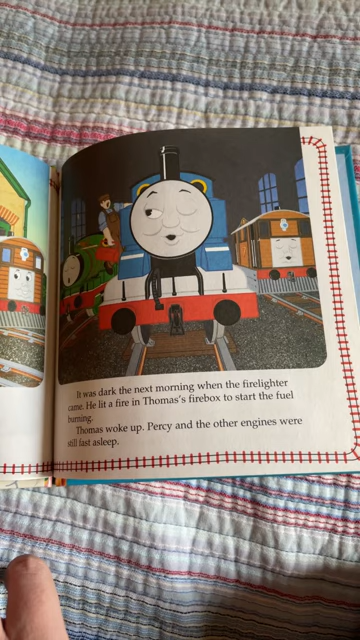 It was dark the next morning when the firelighter
came. He lit a fire in Thomas's firebox to start the fuel
burning.
Thomas woke up. Percy and the other engines were
still fast asleep.